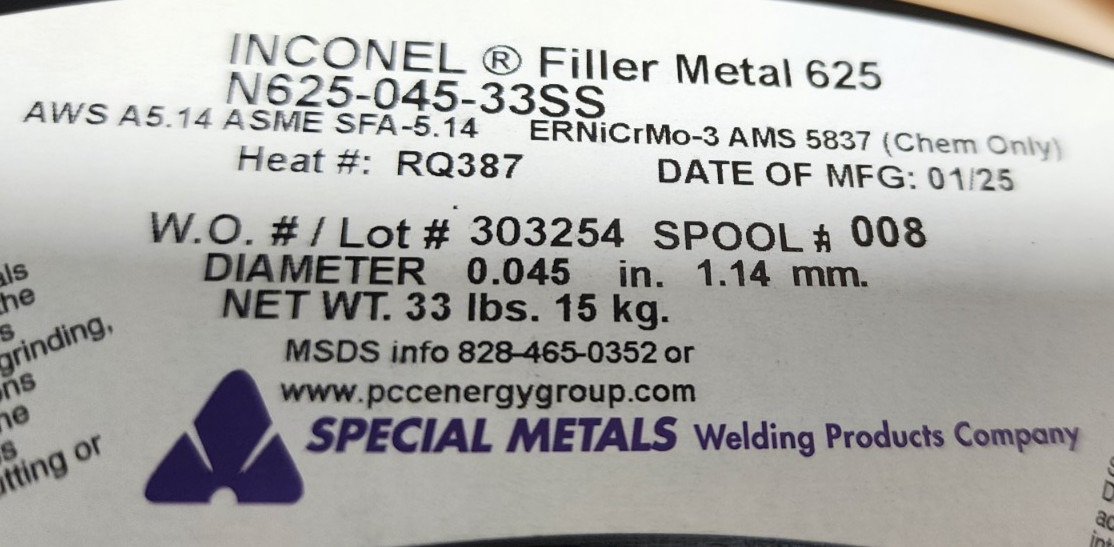 INCONEL ® Filler Metal 625
N625-045-33SS
AWS A5.14 ASME SFA-5.14 ERNiCrMo-3 AMS 5837 (Chem Only)
Heat #: RQ387 DATE OF MFG: 01/25
W.O. # / Lot # 303254 SPOOL # 008
DIAMETER 0.045 in. 1.14 mm.
NET WT. 33 lbs. 15 kg.
MSDS info 828-465-0352 or
www.pccenergygroup.com
SPECIAL METALS Welding Products Company
grinding,
or